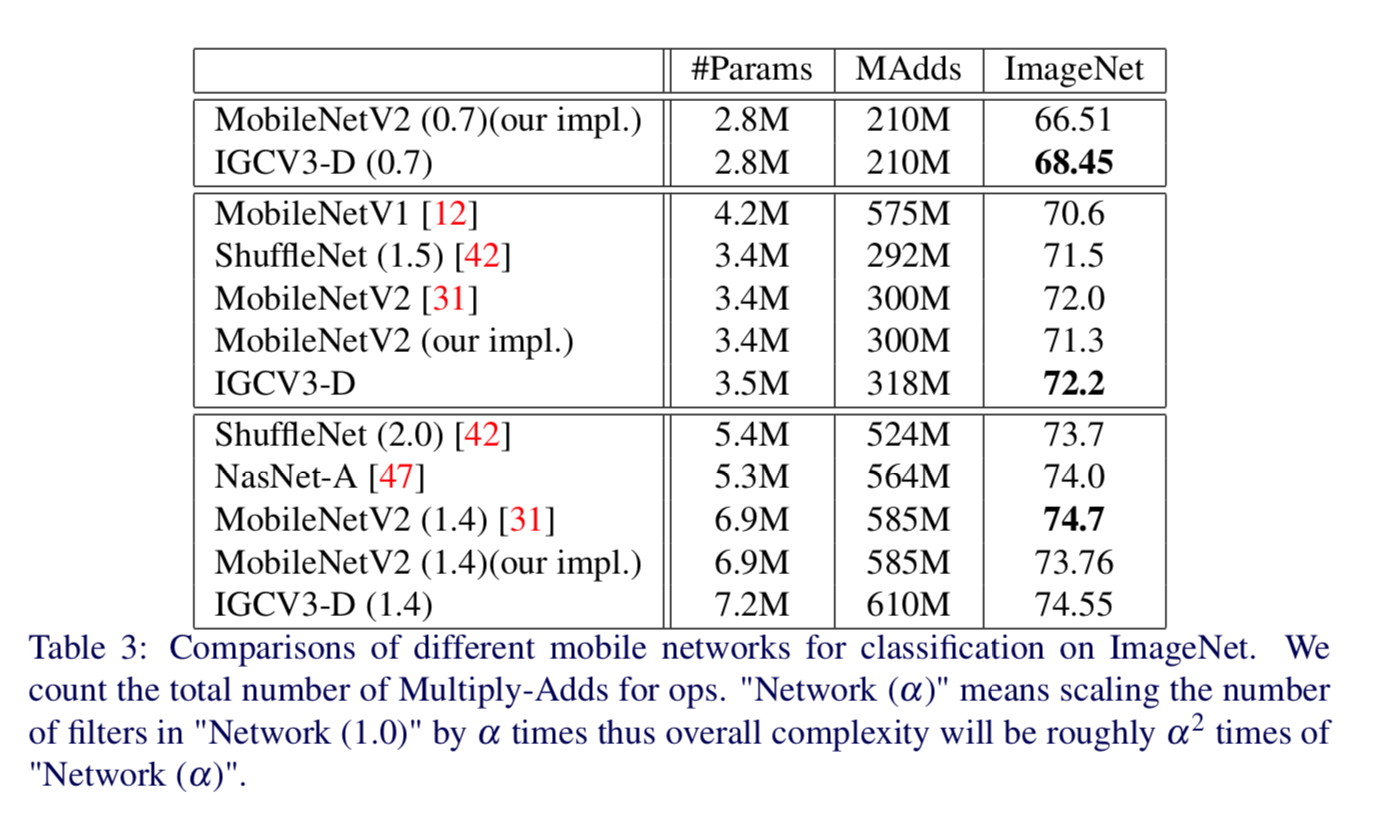 #Params MAdds ImageNet
MobileNetV2 (0.7)(our impl.) 2.8M 210M 66.51
IGCV3-D (0.7) 2.8M 210M 68.45
MobileNetV1 [12] 4.2M 575M 70.6
ShuffleNet (1.5) [42] 3.4M 292M 71.5
MobileNetV2 [31] 3.4M 300M 72.0
MobileNetV2 (our impl.) 3.4M 300M 71.3
IGCV3-D 3.5M 318M 72.2
ShuffleNet (2.0) [42] 5.4M 524M 73.7
NasNet-A [47] 5.3M 564M 74.0
MobileNetV2 (1.4) [31] 6.9M 585M 74.7
MobileNetV2 (1.4)(our impl.) 6.9M 585M 73.76
IGCV3-D (1.4) 7.2M 610M 74.55
Table 3: Comparisons of different mobile networks for classification on ImageNet. We
count the total number of Multiply-Adds for ops. "Network (α)" means scaling the number
of filters in "Network (1.0)" by α times thus overall complexity will be roughly α² times of
"Network (α)".